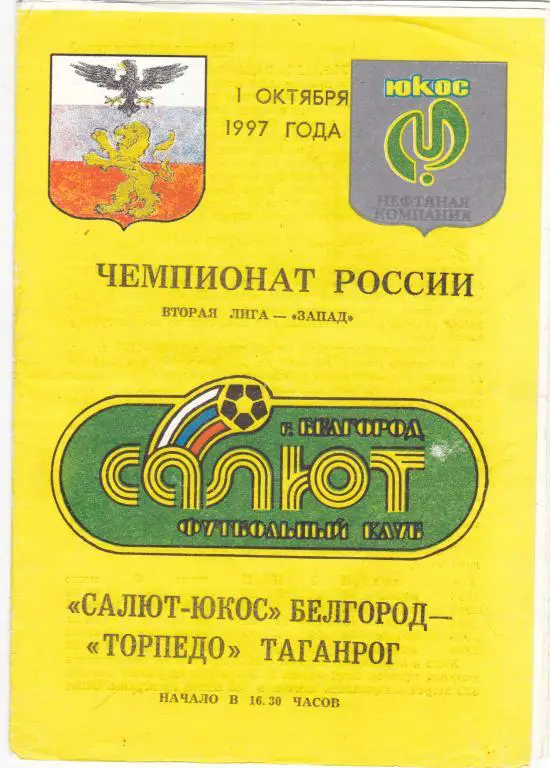 1 ОКТЯБРЯ
1997 ГОДА
ЮКОС
НЕФТЯНАЯ
КОМПАНИЯ
ЧЕМПИОНАТ РОССИИ
ВТОРАЯ ЛИГА — «ЗАПАД»
г. БЕЛГОРОД
САЛЮТ
ФУТБОЛЬНЫЙ КЛУБ
«САЛЮТ-ЮКОС» БЕЛГОРОД—
«ТОРПЕДО» ТАГАНРОГ
НАЧАЛО В 16.30 ЧАСОВ